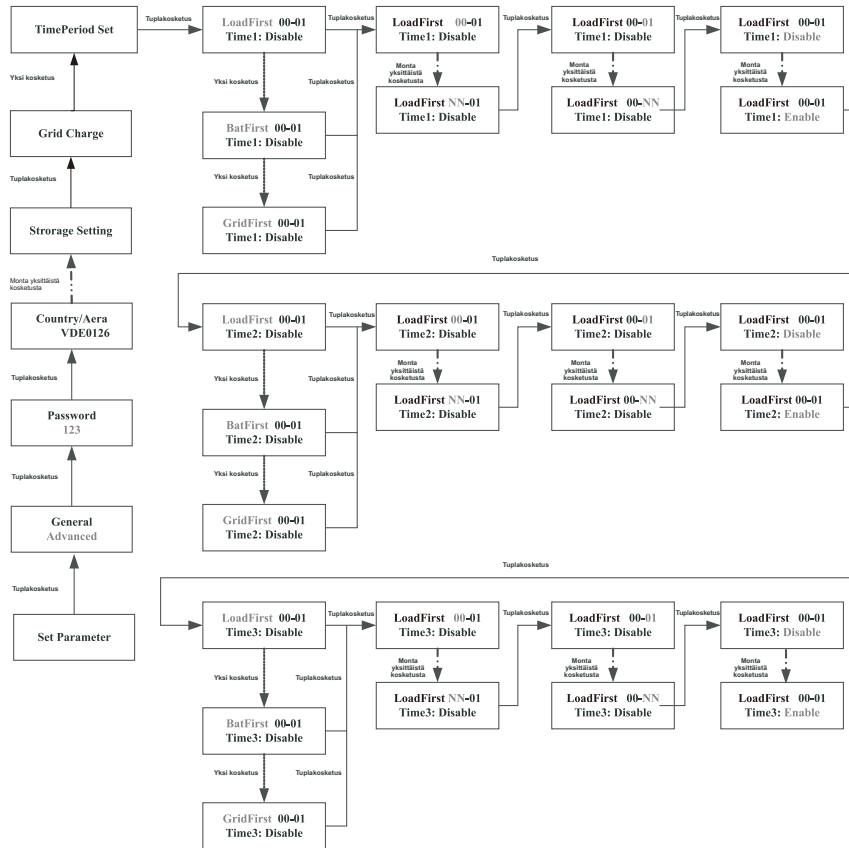 TimePeriod Set
Yksi kosketus
Grid Charge
Tuplakosketus
Strorage Setting
Monta yksittäistä
kosketusta
Country/Aera
VDE0126
Tuplakosketus
Password
123
Tuplakosketus
General
Advanced
Tuplakosketus
Set Parameter
Tuplakosketus
LoadFirst 00-01
Time1: Disable
Tuplakosketus
LoadFirst 00-01
Time1: Disable
Tuplakosketus
LoadFirst 00-01
Time1: Disable
Tuplakosketus
LoadFirst 00-01
Time1: Disable
Yksi kosketus
Tuplakosketus
Monta
yksittäistä
kosketusta
Monta
yksittäistä
kosketusta
Monta
yksittäistä
kosketusta
LoadFirst NN-01
Time1: Disable
LoadFirst 00-NN
Time1: Disable
LoadFirst 00-01
Time1: Enable
BatFirst 00-01
Time1: Disable
Yksi kosketus
Tuplakosketus
GridFirst 00-01
Time1: Disable
Tuplakosketus
LoadFirst 00-01
Time2: Disable
Tuplakosketus
LoadFirst 00-01
Time2: Disable
Tuplakosketus
LoadFirst 00-01
Time2: Disable
Tuplakosketus
LoadFirst 00-01
Time2: Disable
Yksi kosketus
Tuplakosketus
Monta
yksittäistä
kosketusta
Monta
yksittäistä
kosketusta
Monta
yksittäistä
kosketusta
LoadFirst NN-01
Time2: Disable
LoadFirst 00-NN
Time2: Disable
LoadFirst 00-01
Time2: Enable
BatFirst 00-01
Time2: Disable
Yksi kosketus
Tuplakosketus
GridFirst 00-01
Time2: Disable
Tuplakosketus
LoadFirst 00-01
Time3: Disable
Tuplakosketus
LoadFirst 00-01
Time3: Disable
Tuplakosketus
LoadFirst 00-01
Time3: Disable
Tuplakosketus
LoadFirst 00-01
Time3: Disable
Yksi kosketus
Tuplakosketus
Monta
yksittäistä
kosketusta
Monta
yksittäistä
kosketusta
Monta
yksittäistä
kosketusta
LoadFirst NN-01
Time3: Disable
LoadFirst 00-NN
Time3: Disable
LoadFirst 00-01
Time3: Enable
BatFirst 00-01
Time3: Disable
Yksi kosketus
Tuplakosketus
GridFirst 00-01
Time3: Disable